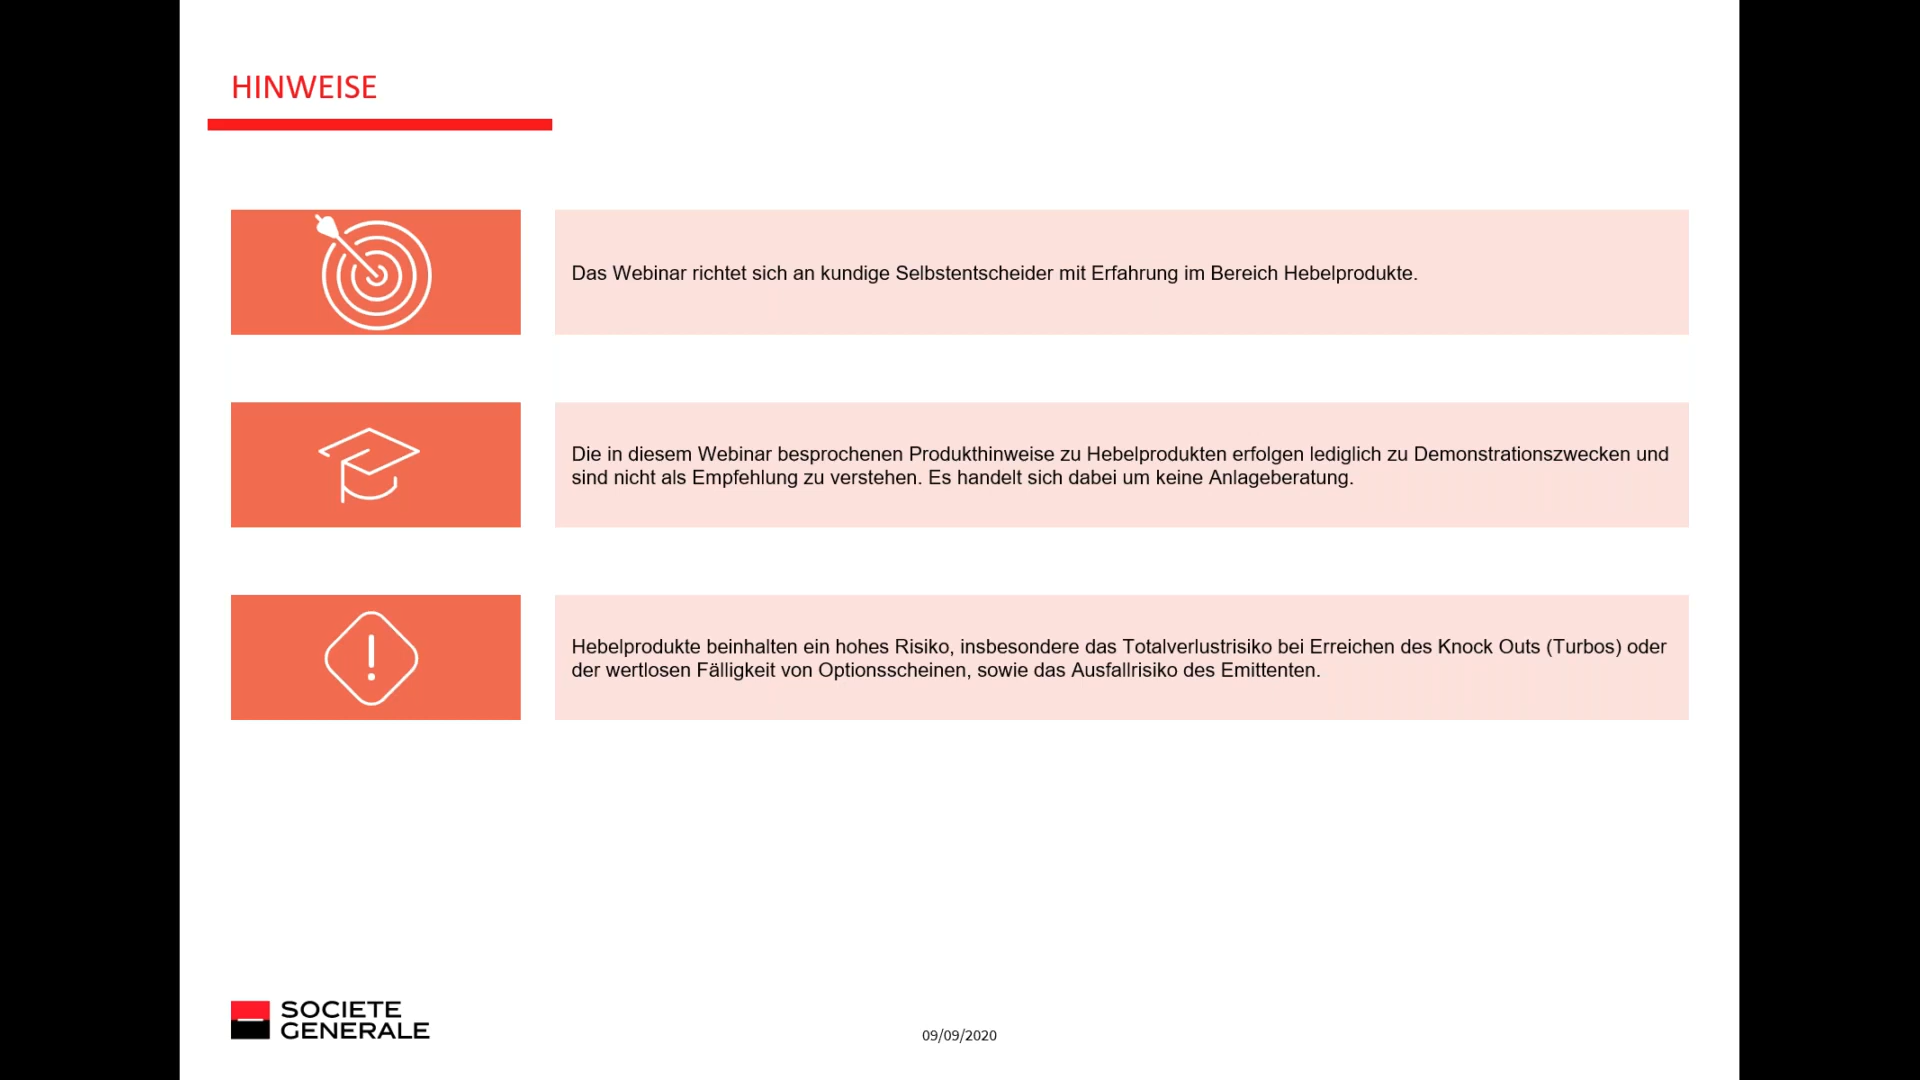 HINWEISE
Das Webinar richtet sich an kundige Selbstentscheider mit Erfahrung im Bereich Hebelprodukte.
Die in diesem Webinar besprochenen Produkthinweise zu Hebelprodukten erfolgen lediglich zu Demonstrationszwecken und
sind nicht als Empfehlung zu verstehen. Es handelt sich dabei um keine Anlageberatung.
Hebelprodukte beinhalten ein hohes Risiko, insbesondere das Totalverlustrisiko bei Erreichen des Knock Outs (Turbos) oder
der wertlosen Fälligkeit von Optionsscheinen, sowie das Ausfallrisiko des Emittenten.
SOCIETE
GENERALE
09/09/2020